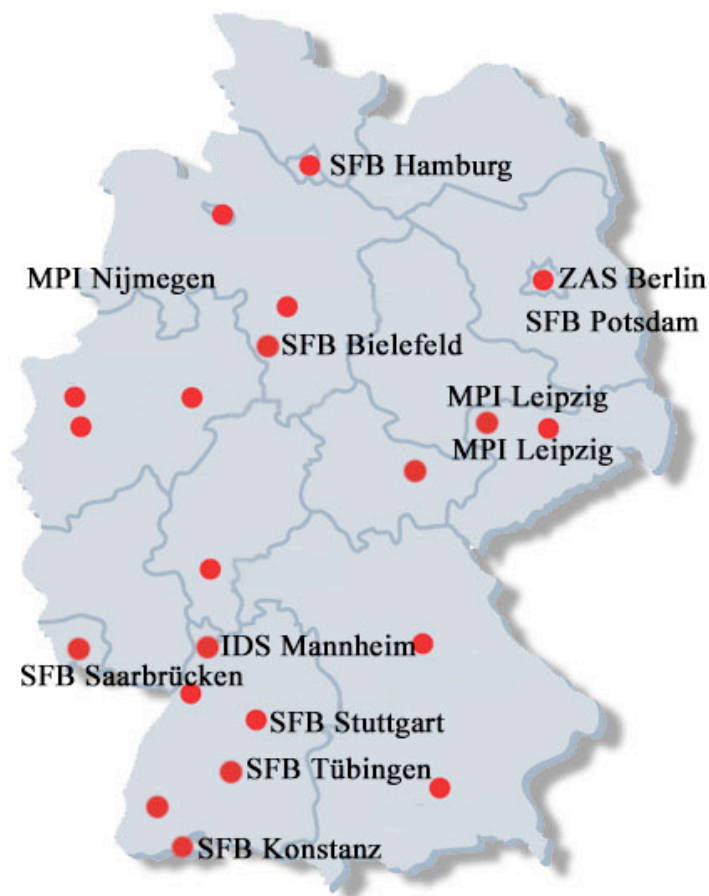 SFB Hamburg
MPI Nijmegen
ZAS Berlin
SFB Potsdam
SFB Bielefeld
MPI Leipzig
MPI Leipzig
IDS Mannheim
SFB Saarbrücken
SFB Stuttgart
SFB Tübingen
SFB Konstanz